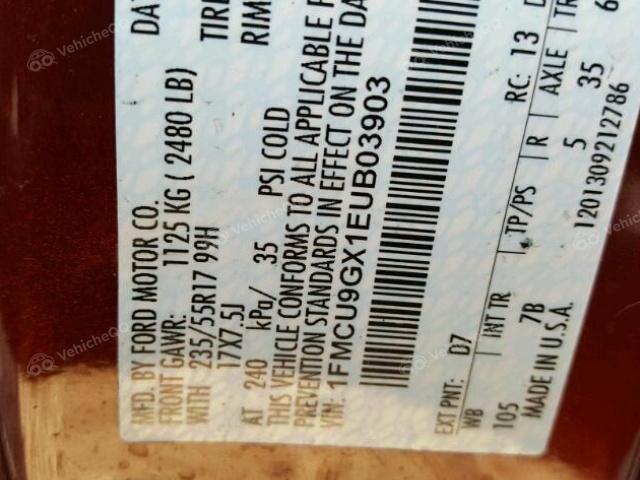 DA
TIRE
RIM
MFD. BY FORD MOTOR CO.
FRONT GAWR: 1125 KG ( 2480 LB)
WITH 235/55R17 99H
17X7.5J
AT 240 kPa/ 35 PSI COLD
THIS VEHICLE CONFORMS TO ALL APPLICABLE F
PREVENTION STANDARDS IN EFFECT ON THE DA
VIN: 1FMCU9GX1EUB03903
EXT PNT: D7 RC: 13 D
WB INT TR TP/PS R AXLE TR
105 7B 5 35 6
MADE IN U.S.A. 1201309212786
VehicleQQ